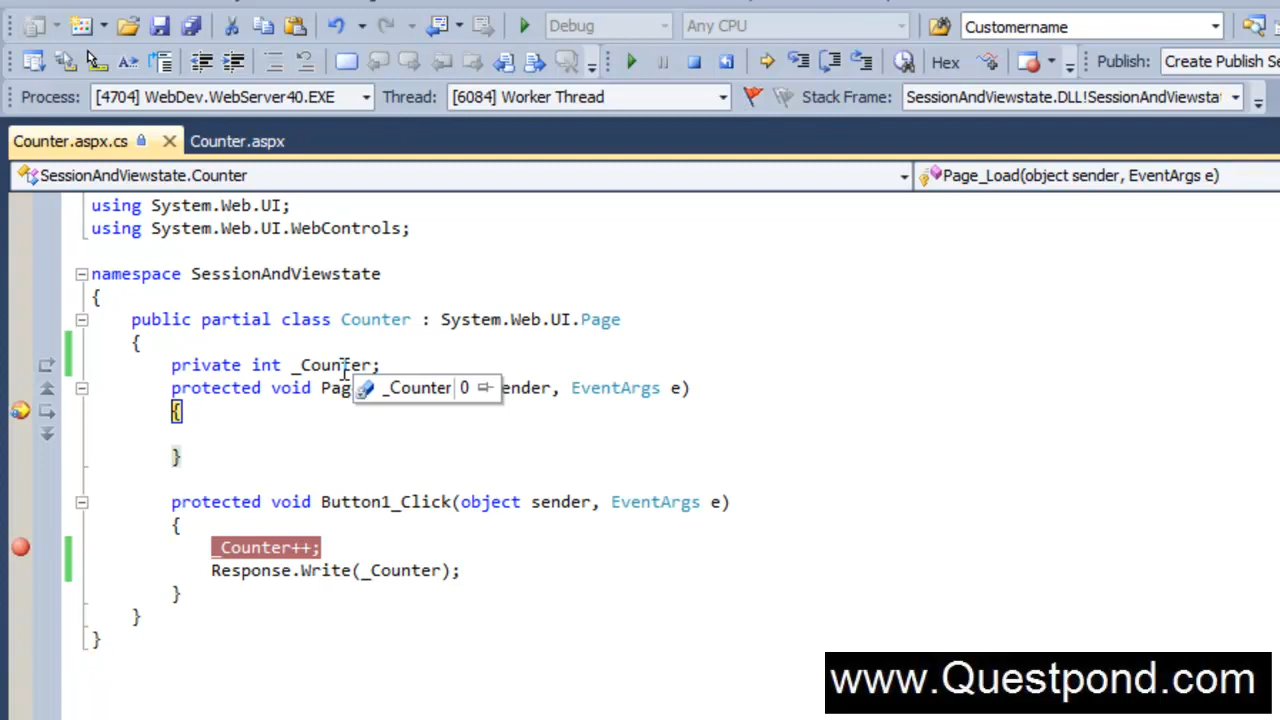 Debug Any CPU Customername
Hex Publish: Create Publish Se
Process: [4704] WebDev.WebServer40.EXE Thread: [6084] Worker Thread Stack Frame: SessionAndViewstate.DLL!SessionAndViewstat
Counter.aspx.cs Counter.aspx
SessionAndViewstate.Counter Page_Load(object sender, EventArgs e)
using System.Web.UI;
using System.Web.UI.WebControls;
namespace SessionAndViewstate
{
public partial class Counter : System.Web.UI.Page
{
private int _Counter;
protected void Pag _Counter 0 ender, EventArgs e)
{
}
protected void Button1_Click(object sender, EventArgs e)
{
_Counter++;
Response.Write(_Counter);
}
}
}
www.Questpond.com